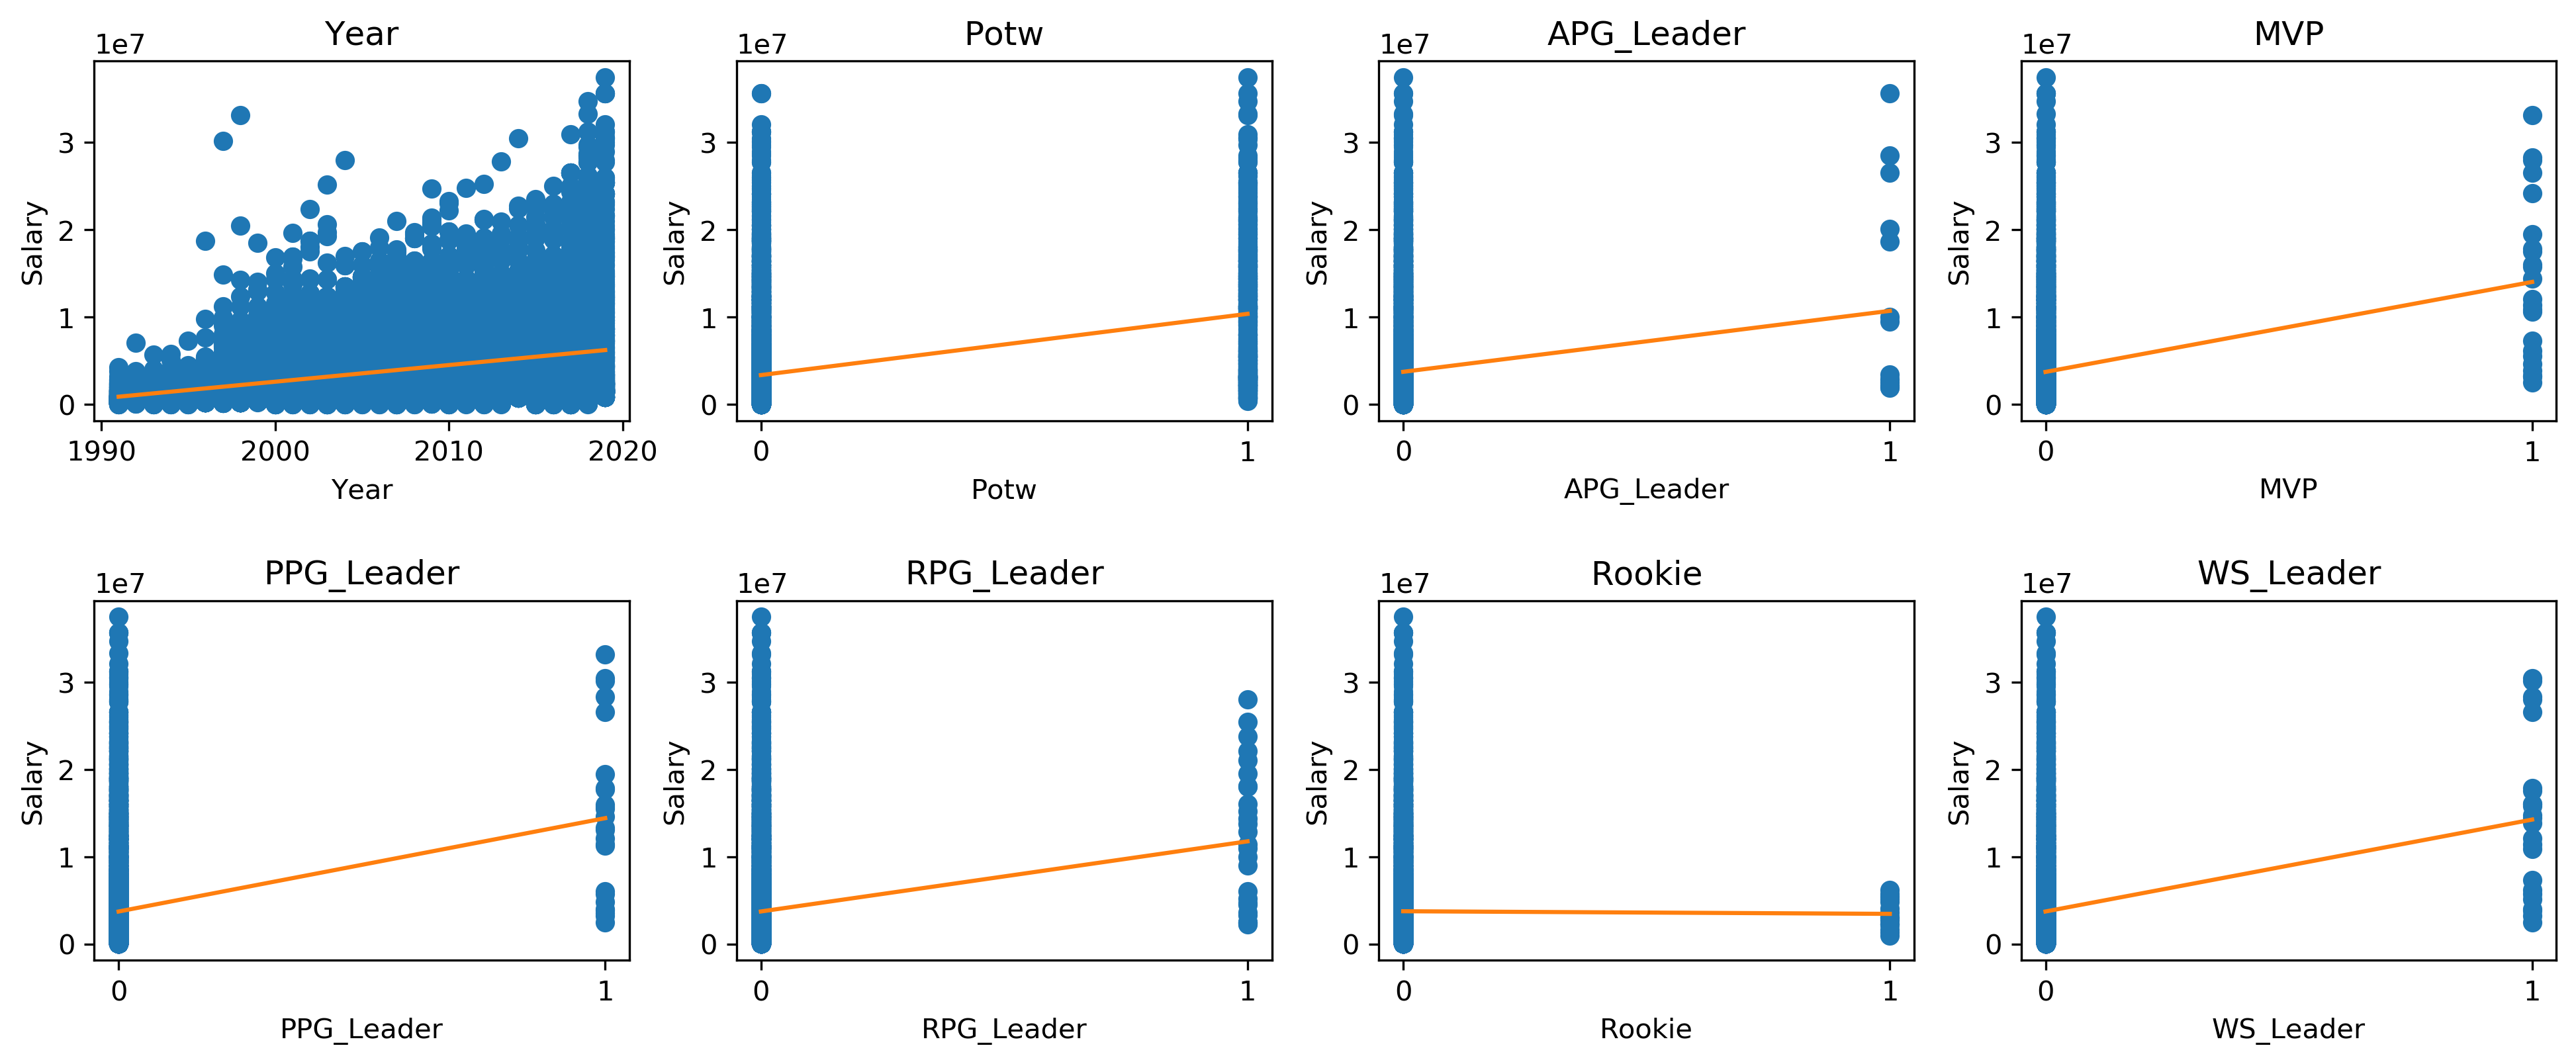 Year
1e7
Salary
3
2
1
0
1990 2000 2010 2020
Year
Potw
1e7
Salary
3
2
1
0
0 1
Potw
APG_Leader
1e7
Salary
3
2
1
0
0 1
APG_Leader
MVP
1e7
Salary
3
2
1
0
0 1
MVP
PPG_Leader
1e7
Salary
3
2
1
0
0 1
PPG_Leader
RPG_Leader
1e7
Salary
3
2
1
0
0 1
RPG_Leader
Rookie
1e7
Salary
3
2
1
0
0 1
Rookie
WS_Leader
1e7
Salary
3
2
1
0
0 1
WS_Leader